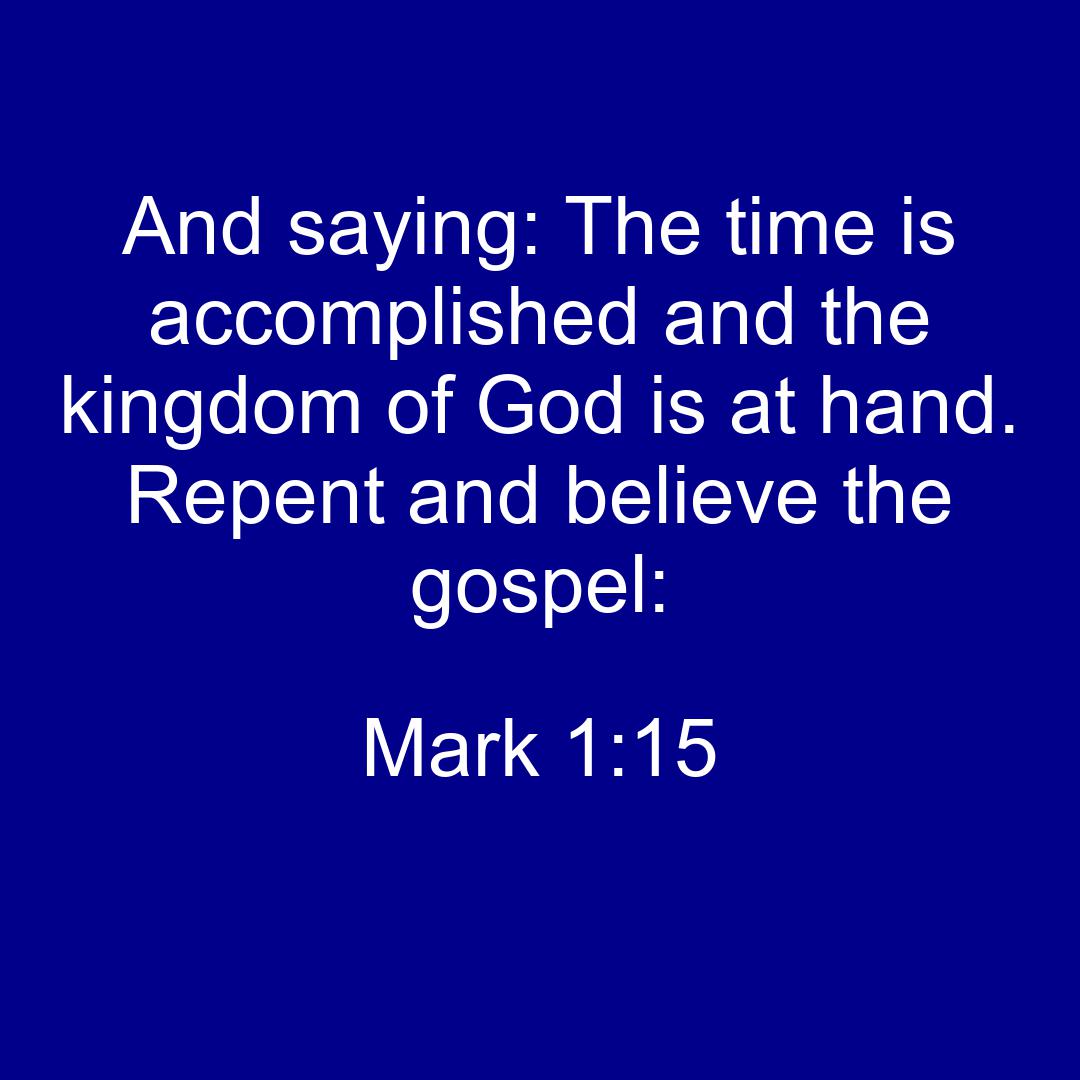 And saying: The time is
accomplished and the
kingdom of God is at hand.
Repent and believe the
gospel:
Mark 1:15